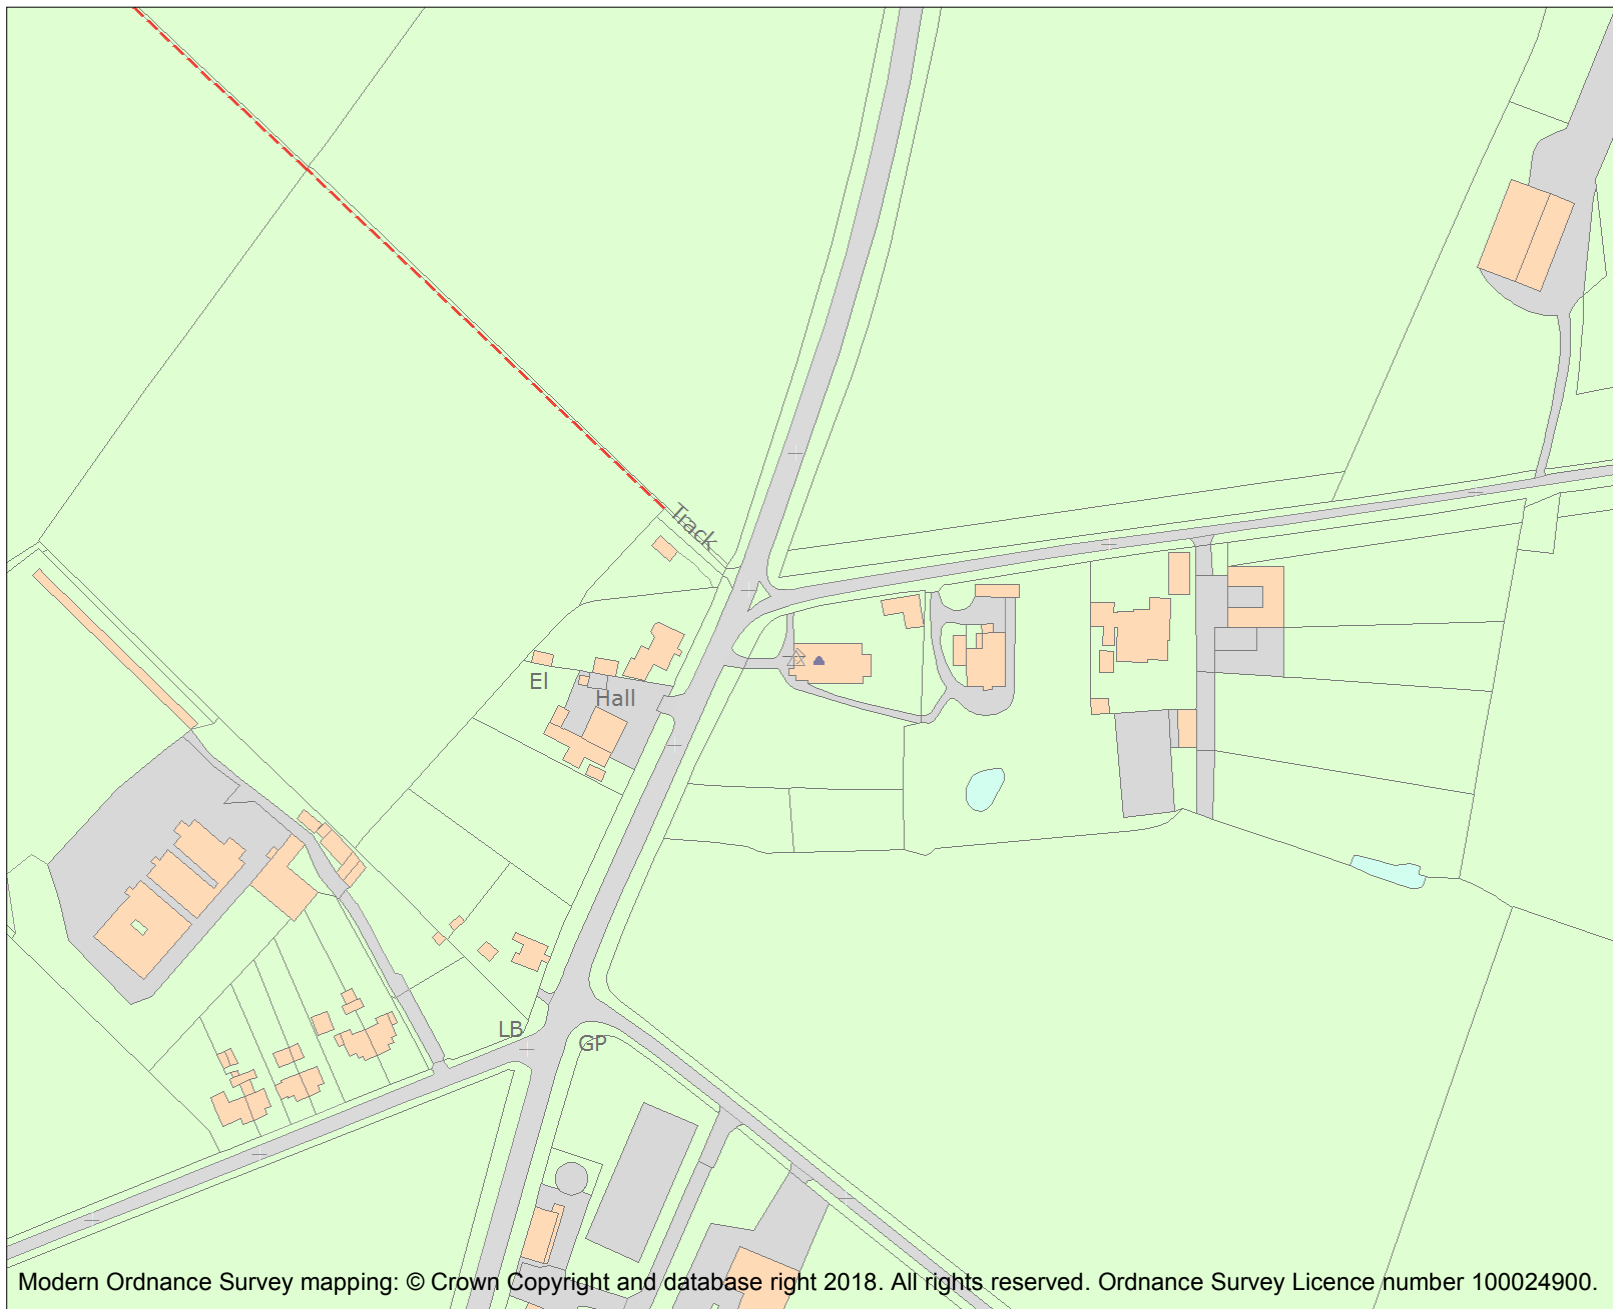 Track
El
Hall
LB
GP
Modern Ordnance Survey mapping: © Crown Copyright and database right 2018. All rights reserved. Ordnance Survey Licence number 100024900.